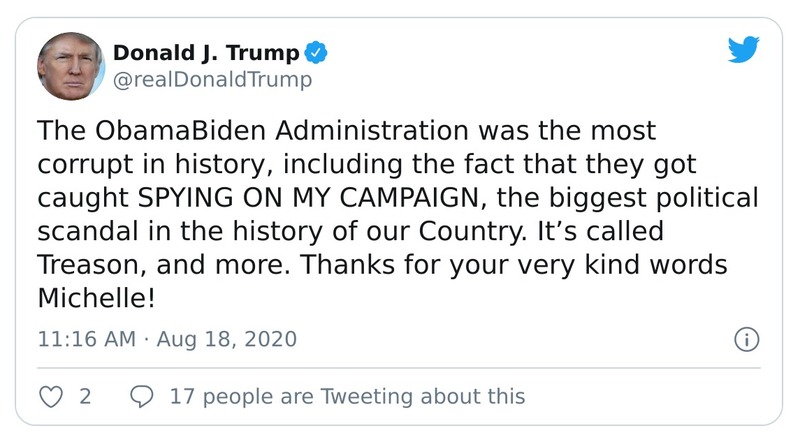 Donald J. Trump
@realDonaldTrump
The ObamaBiden Administration was the most
corrupt in history, including the fact that they got
caught SPYING ON MY CAMPAIGN, the biggest political
scandal in the history of our Country. It’s called
Treason, and more. Thanks for your very kind words
Michelle!
11:16 AM · Aug 18, 2020
2 17 people are Tweeting about this